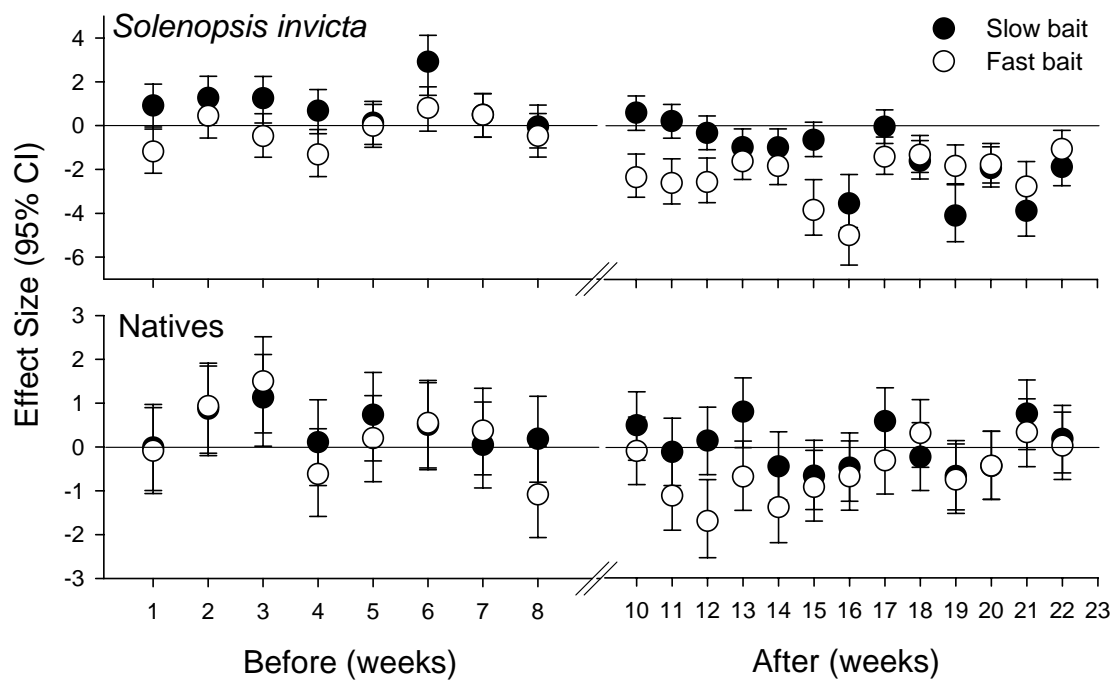 Solenopsis invicta
Slow bait
Fast bait
4
2
0
-2
-4
-6
Effect Size (95% CI)
Natives
3
2
1
0
-1
-2
-3
1 2 3 4 5 6 7 8 10 11 12 13 14 15 16 17 18 19 20 21 22 23
Before (weeks) After (weeks)